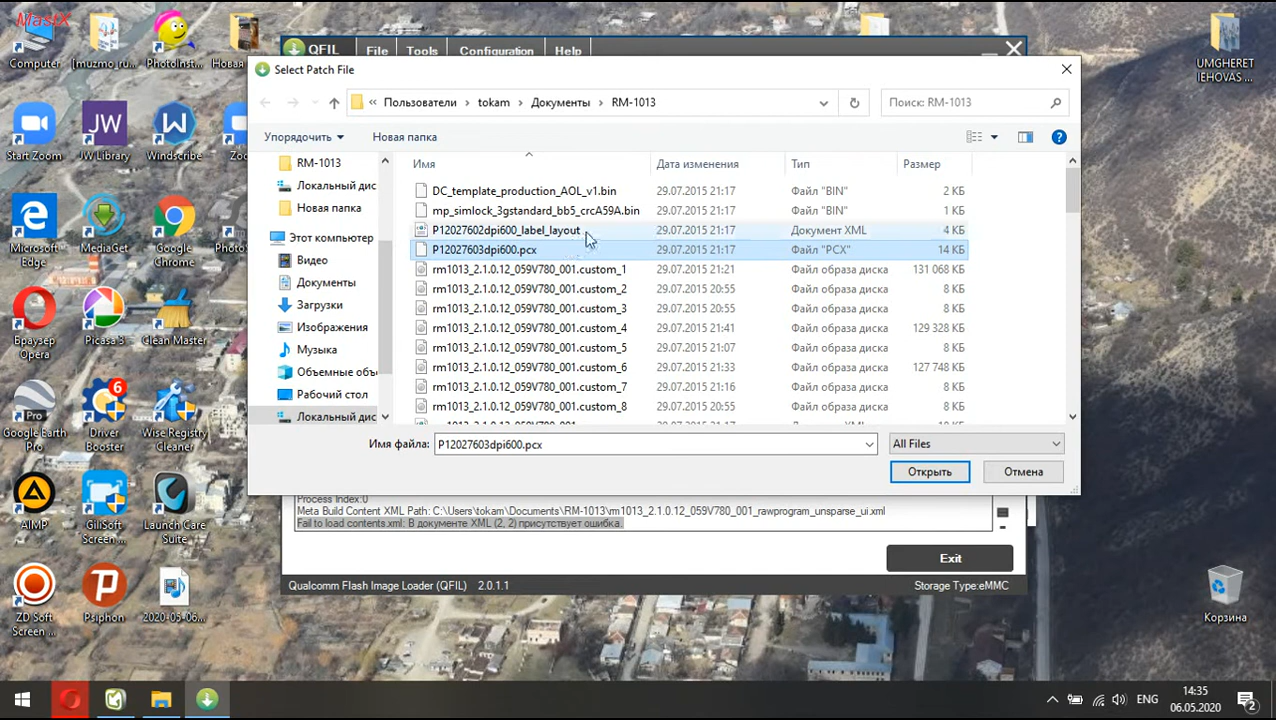 MastX
Computer
[muzmo_ru...
PhotoInst...
Новая
UMGHERET
IEHOVAS ...
Start Zoom
JW Library
Windscribe
Zoo
Microsoft
Edge
MediaGet
Google
Chrome
PhotoS
Браузер
Opera
Picasa 3
Clean Master
Google Earth
Pro
Driver
Booster
Wise Registry
Cleaner
AIMP
GiliSoft
Screen ...
Launch Care
Suite
ZD Soft
Screen ...
Psiphon
2020-05-06...
Корзина
QFIL
File
Tools
Configuration
Help
Select Patch File
« Пользователи › tokam › Документы › RM-1013
Поиск: RM-1013
Упорядочить
Новая папка
RM-1013
Локальный дис
Новая папка
Этот компьютер
Видео
Документы
Загрузки
Изображения
Музыка
Объемные объ
Рабочий стол
Локальный дис
Имя Дата изменения Тип Размер
DC_template_production_AOL_v1.bin 29.07.2015 21:17 Файл "BIN" 2 КБ
mp_simlock_3gstandard_bb5_crcA59A.bin 29.07.2015 21:17 Файл "BIN" 1 КБ
P12027602dpi600_label_layout 29.07.2015 21:17 Документ XML 4 КБ
P12027603dpi600.pcx 29.07.2015 21:17 Файл "PCX" 14 КБ
rm1013_2.1.0.12_059V780_001.custom_1 29.07.2015 21:21 Файл образа диска 131 068 КБ
rm1013_2.1.0.12_059V780_001.custom_2 29.07.2015 20:55 Файл образа диска 8 КБ
rm1013_2.1.0.12_059V780_001.custom_3 29.07.2015 20:55 Файл образа диска 8 КБ
rm1013_2.1.0.12_059V780_001.custom_4 29.07.2015 21:41 Файл образа диска 129 328 КБ
rm1013_2.1.0.12_059V780_001.custom_5 29.07.2015 21:07 Файл образа диска 8 КБ
rm1013_2.1.0.12_059V780_001.custom_6 29.07.2015 21:33 Файл образа диска 127 748 КБ
rm1013_2.1.0.12_059V780_001.custom_7 29.07.2015 21:16 Файл образа диска 8 КБ
rm1013_2.1.0.12_059V780_001.custom_8 29.07.2015 20:55 Файл образа диска 8 КБ
Имя файла: P12027603dpi600.pcx
All Files
Открыть
Отмена
Process Index:0
Meta Build Content XML Path: C:\Users\tokam\Documents\RM-1013\rm1013_2.1.0.12_059V780_001_rawprogram_unsparse_ui.xml
Fail to load contents.xml: В документе XML (2, 2) присутствует ошибка.
Exit
Qualcomm Flash Image Loader (QFIL) 2.0.1.1
Storage Type:eMMC
ENG
14:35
06.05.2020
2